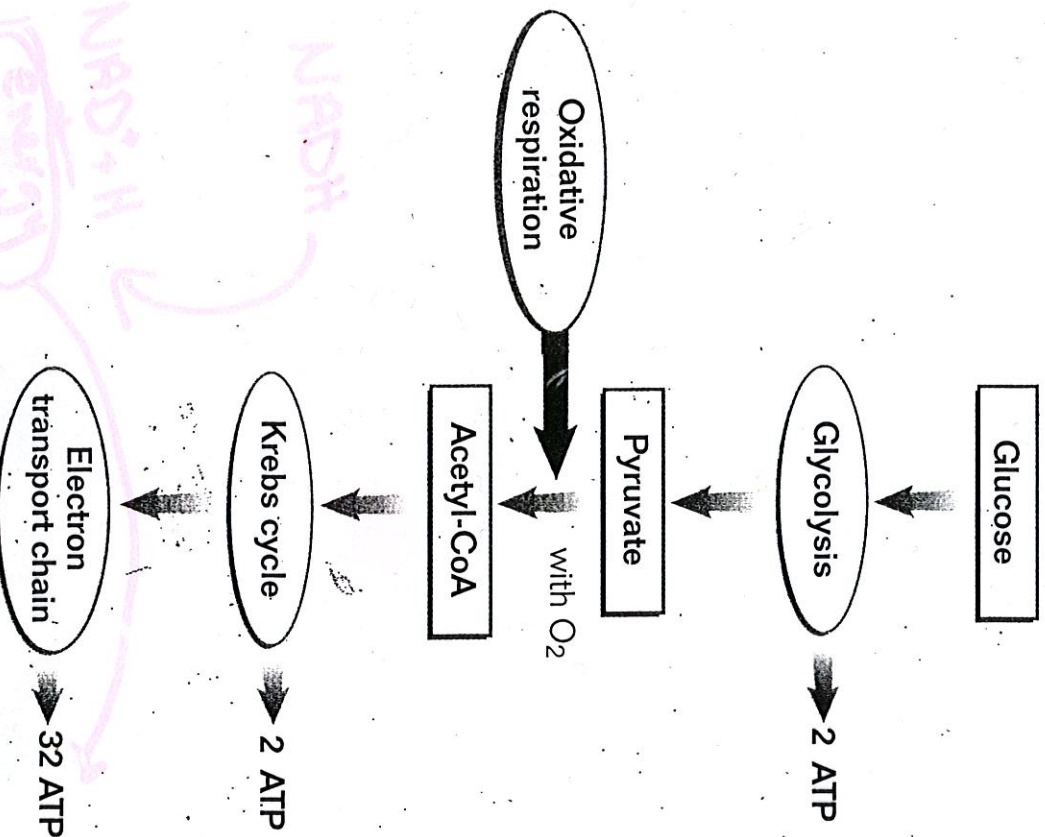 Glucose
Glycolysis
2 ATP
Pyruvate
with O₂
Oxidative
respiration
Acetyl-CoA
Krebs cycle
2 ATP
Electron
transport chain
32 ATP
NADH
NAD⁺ + H
energy